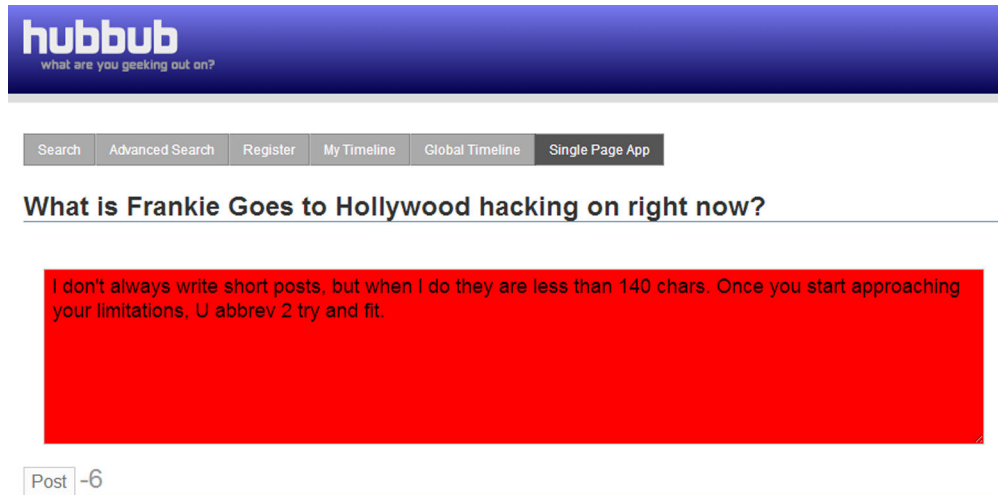 hubbub
what are you geeking out on?
Search Advanced Search Register My Timeline Global Timeline Single Page App
What is Frankie Goes to Hollywood hacking on right now?
I don't always write short posts, but when I do they are less than 140 chars. Once you start approaching
your limitations, U abbrev 2 try and fit.
Post -6